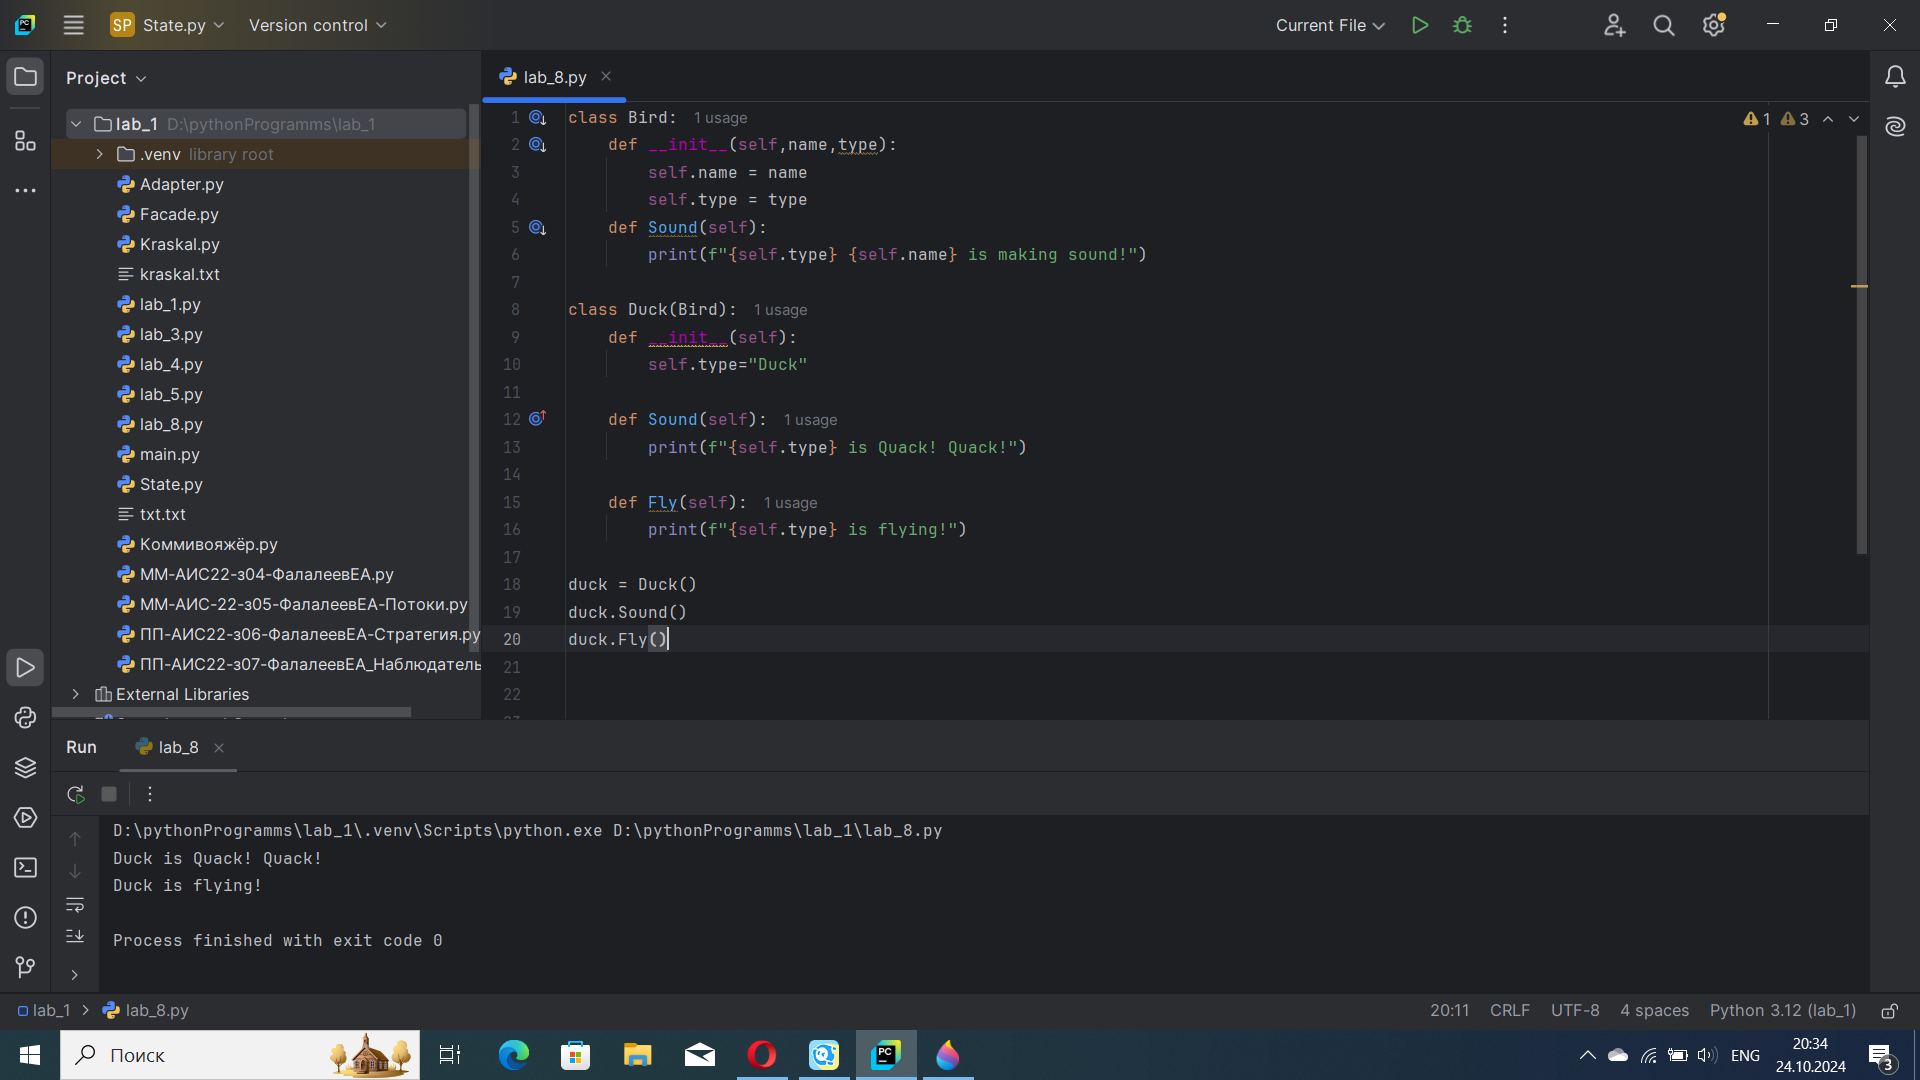 SP State.py Version control Current File
Project
lab_1 D:\pythonProgramms\lab_1
.venv library root
Adapter.py
Facade.py
Kraskal.py
kraskal.txt
lab_1.py
lab_3.py
lab_4.py
lab_5.py
lab_8.py
main.py
State.py
txt.txt
Коммивояжёр.py
ММ-АИС22-з04-ФалалеевЕА.py
ММ-АИС-22-з05-ФалалеевЕА-Потоки.py
ПП-АИС22-з06-ФалалеевЕА-Стратегия.py
ПП-АИС22-з07-ФалалеевЕА_Наблюдатель
External Libraries
lab_8.py
1 3
1 class Bird: 1 usage
2 def __init__(self,name,type):
3 self.name = name
4 self.type = type
5 def Sound(self):
6 print(f"{self.type} {self.name} is making sound!")
7
8 class Duck(Bird): 1 usage
9 def __init__(self):
10 self.type="Duck"
11
12 def Sound(self): 1 usage
13 print(f"{self.type} is Quack! Quack!")
14
15 def Fly(self): 1 usage
16 print(f"{self.type} is flying!")
17
18 duck = Duck()
19 duck.Sound()
20 duck.Fly()
21
22
Run lab_8
D:\pythonProgramms\lab_1\.venv\Scripts\python.exe D:\pythonProgramms\lab_1\lab_8.py
Duck is Quack! Quack!
Duck is flying!
Process finished with exit code 0
lab_1 lab_8.py 20:11 CRLF UTF-8 4 spaces Python 3.12 (lab_1)
Поиск PC ENG 20:34
24.10.2024
3